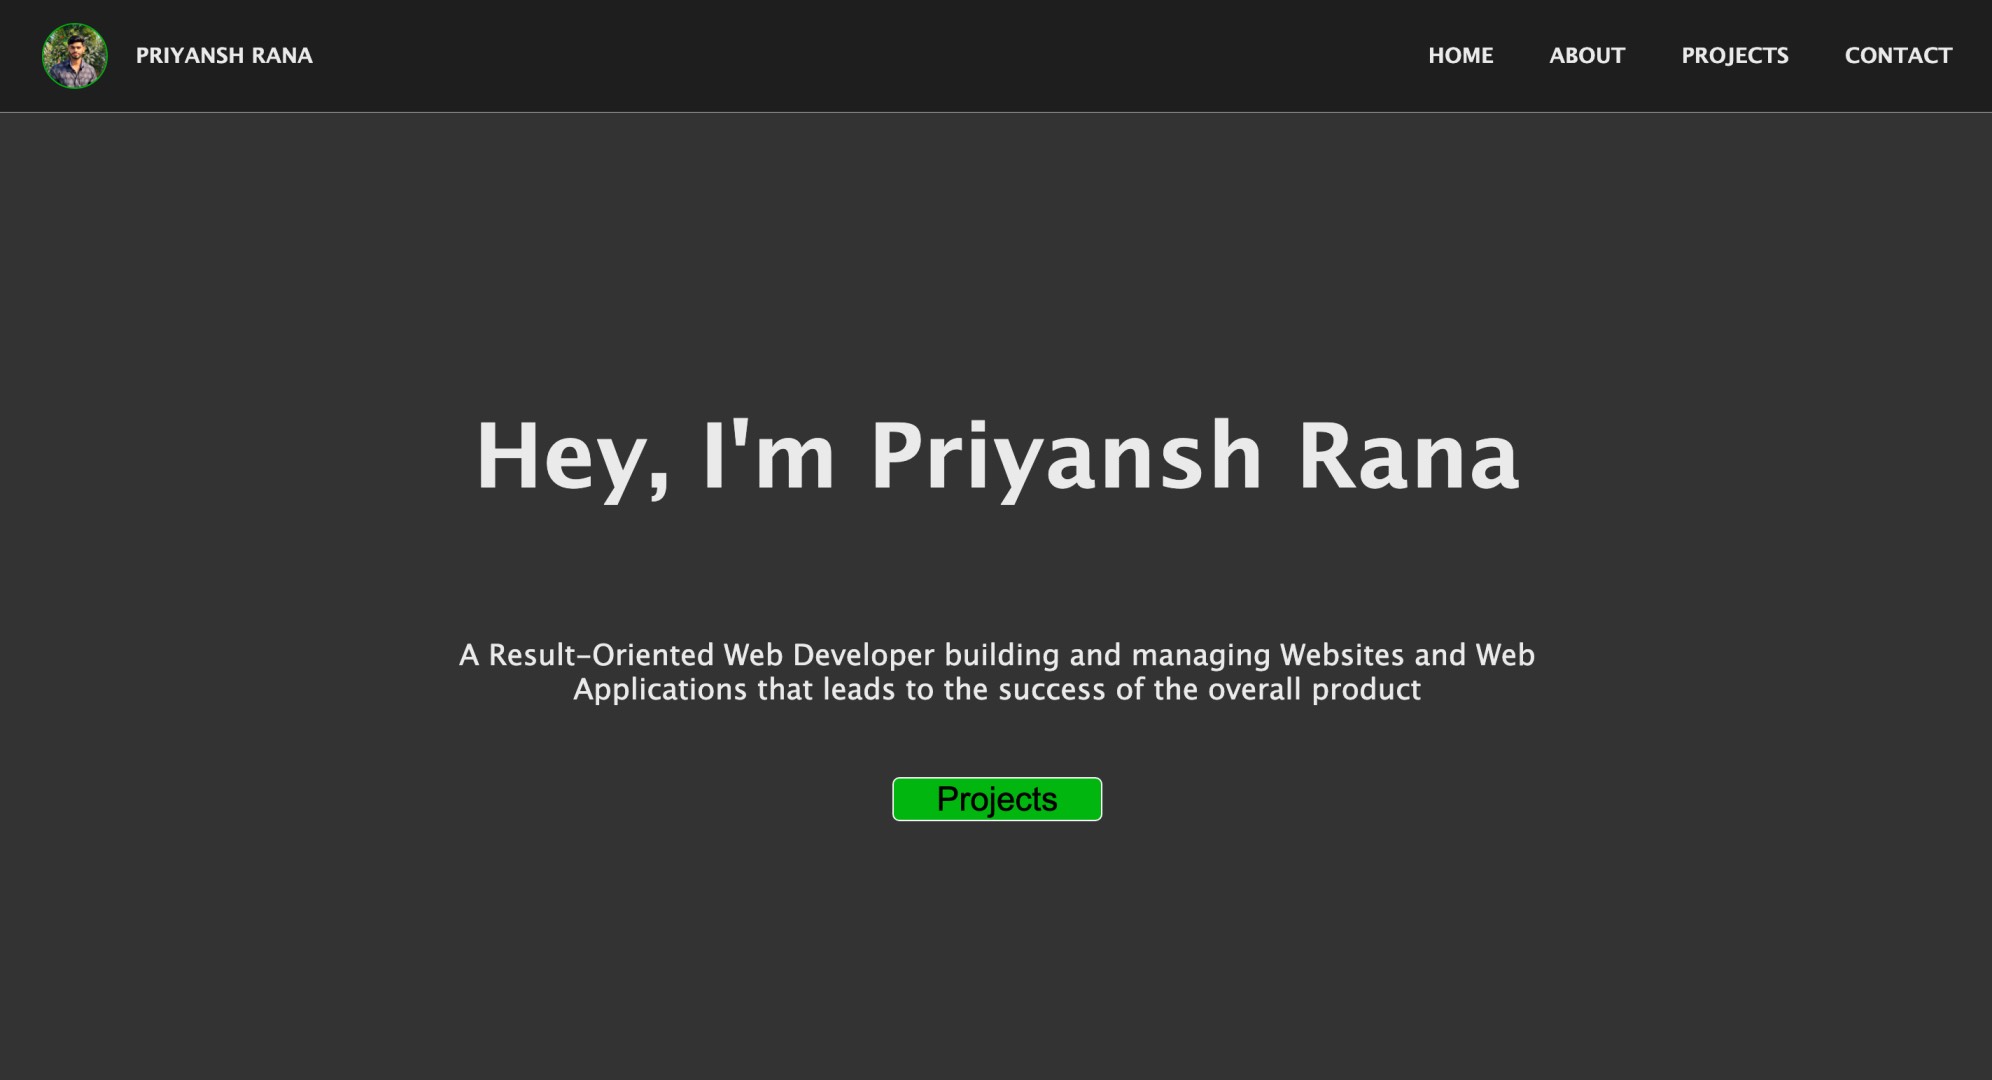 PRIYANSH RANA
HOME ABOUT PROJECTS CONTACT
Hey, I'm Priyansh Rana
A Result-Oriented Web Developer building and managing Websites and Web
Applications that leads to the success of the overall product
Projects